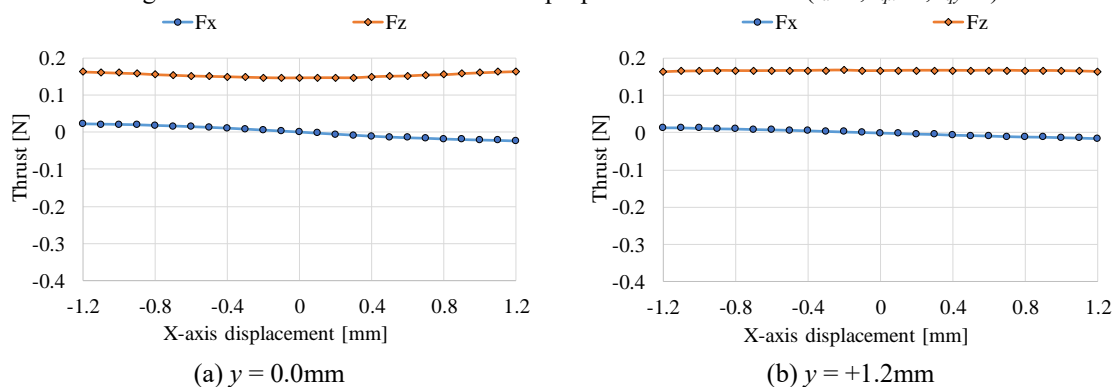 Fx Fz Fx Fz
0.2 0.2
0.1 0.1
0 0
-0.1 -0.1
-0.2 -0.2
-0.3 -0.3
-0.4 -0.4
Thrust [N] Thrust [N]
-1.2 -0.8 -0.4 0 0.4 0.8 1.2 -1.2 -0.8 -0.4 0 0.4 0.8 1.2
X-axis displacement [mm] X-axis displacement [mm]
(a) y = 0.0mm (b) y = +1.2mm